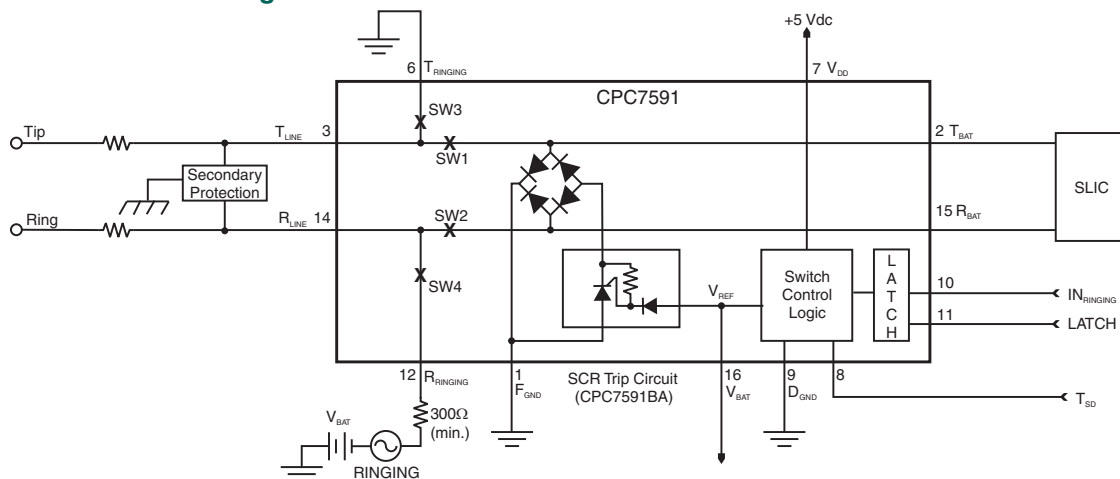 g
+5 Vdc
6 T_RINGING
7 V_DD
CPC7591
SW3
Tip
T_LINE 3
2 T_BAT
SW1
Secondary
Protection
SLIC
Ring
R_LINE 14
SW2
15 R_BAT
SW4
V_REF
Switch
Control
Logic
L
A
T
C
H
10
IN_RINGING
11
LATCH
12 R_RINGING
1
F_GND
SCR Trip Circuit
(CPC7591BA)
16
V_BAT
9
D_GND
8
T_SD
300Ω
(min.)
V_BAT
RINGING